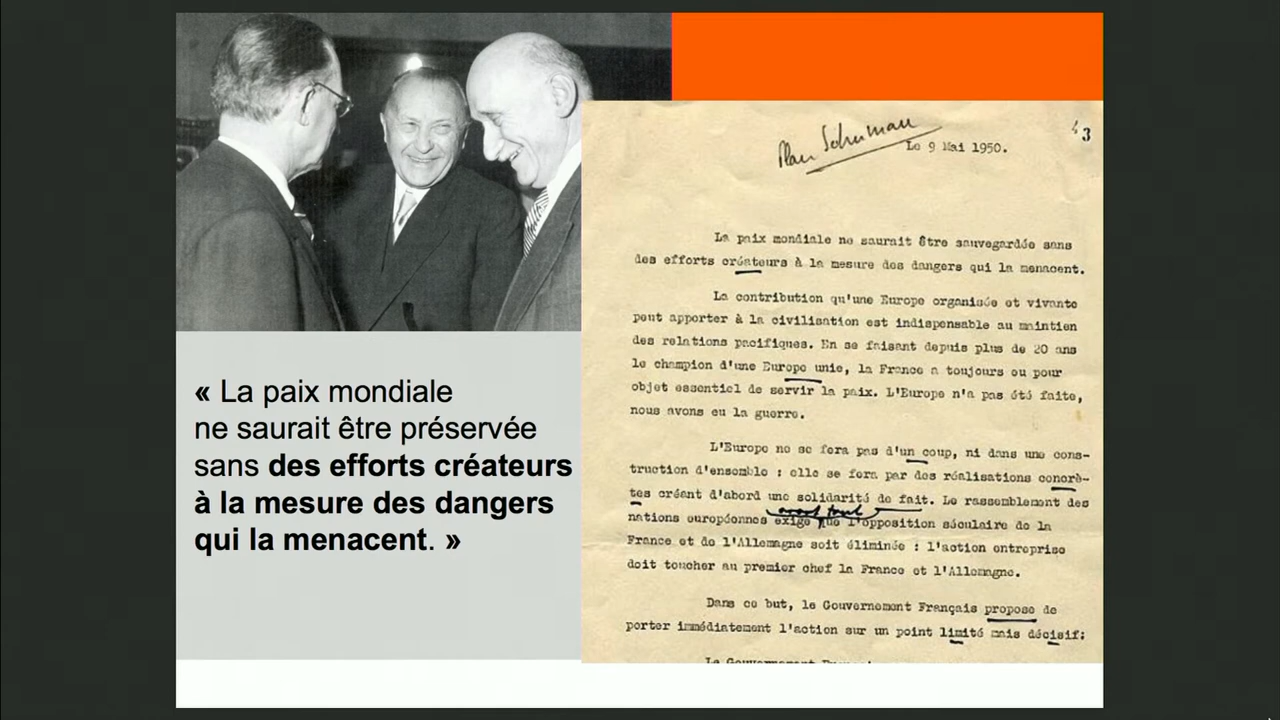 « La paix mondiale
ne saurait être préservée
sans des efforts créateurs
à la mesure des dangers
qui la menacent. »
Plan Schuman
43
Le 9 Mai 1950.
La paix mondiale ne saurait être sauvegardée sans
des efforts créateurs à la mesure des dangers qui la menacent.
La contribution qu'une Europe organisée et vivante
peut apporter à la civilisation est indispensable au maintien
des relations pacifiques. En se faisant depuis plus de 20 ans
le champion d'une Europe unie, la France a toujours eu pour
objet essentiel de servir la paix. L'Europe n'a pas été faite,
nous avons eu la guerre.
L'Europe ne se fera pas d'un coup, ni dans une cons-
truction d'ensemble : elle se fera par des réalisations concrè-
tes créant d'abord une solidarité de fait. Le rassemblement des
avant tout
nations européennes exige que l'opposition séculaire de la
France et de l'Allemagne soit éliminée : l'action entreprise
doit toucher au premier chef la France et l'Allemagne.
Dans ce but, le Gouvernement Français propose de
porter immédiatement l'action sur un point limité mais décisif:
Le Gouvernement Français